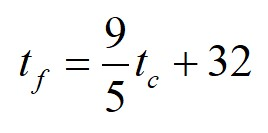 t_f = 9/5 t_c + 32